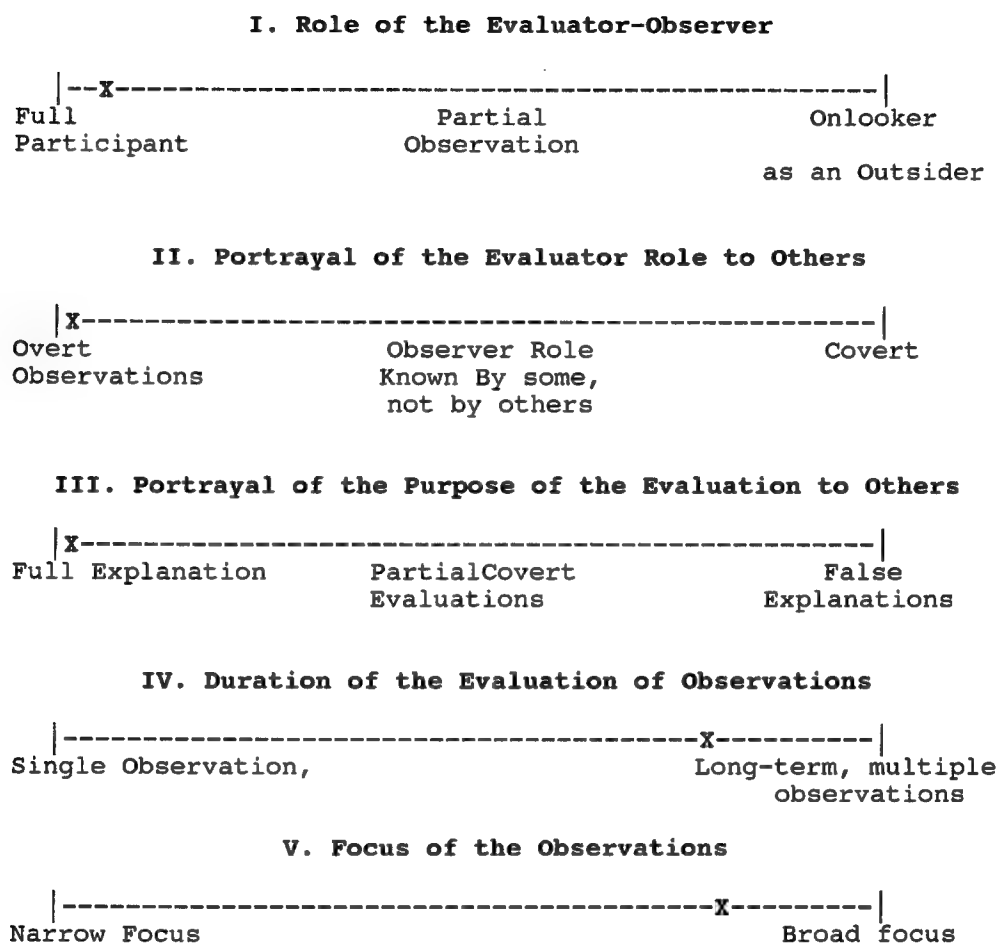 I. Role of the Evaluator-Observer
|--X----------------------------------------------------------|
Full Partial Onlooker
Participant Observation
as an Outsider
II. Portrayal of the Evaluator Role to Others
|X------------------------------------------------------------|
Overt Observer Role Covert
Observations Known By some,
not by others
III. Portrayal of the Purpose of the Evaluation to Others
|X------------------------------------------------------------|
Full Explanation PartialCovert False
Evaluations Explanations
IV. Duration of the Evaluation of Observations
|------------------------------------------------X------------|
Single Observation, Long-term, multiple
observations
V. Focus of the Observations
|-------------------------------------------------X-----------|
Narrow Focus Broad focus